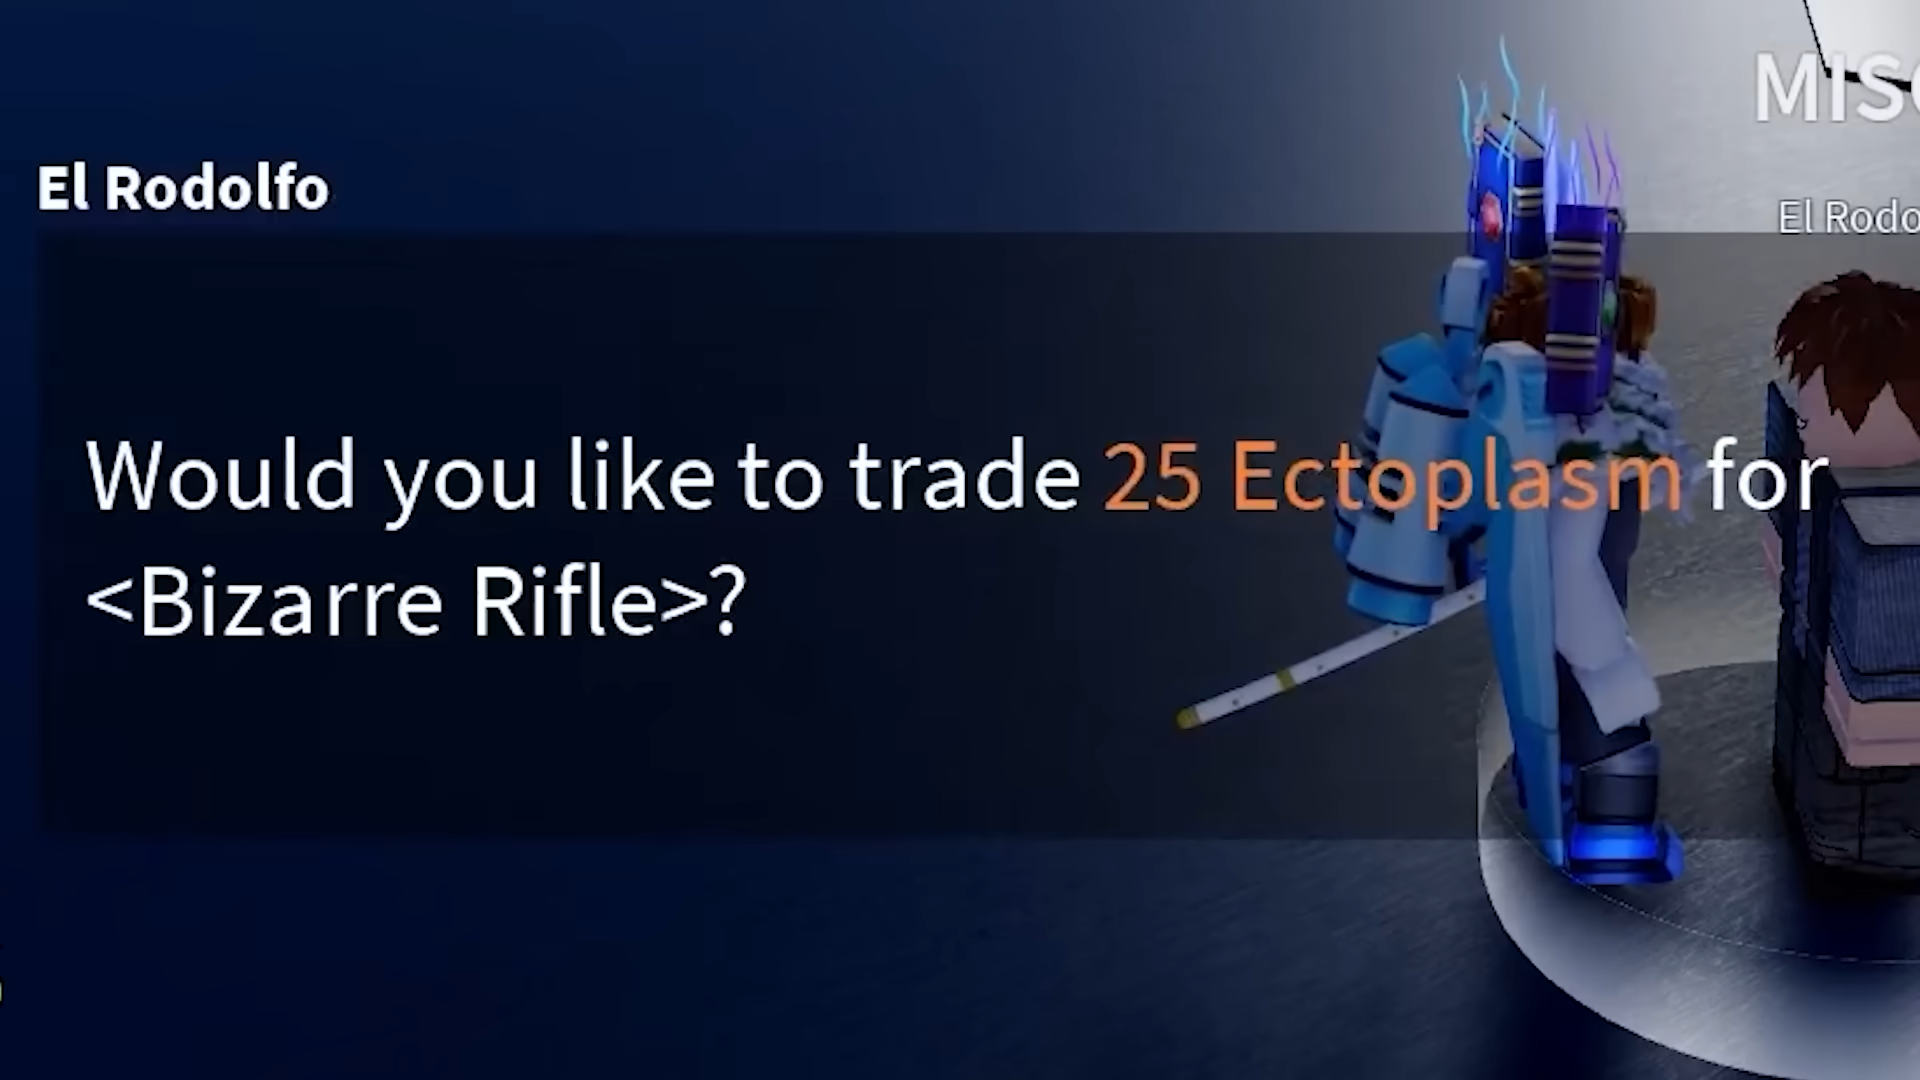 El Rodolfo
Would you like to trade 25 Ectoplasm for
<Bizarre Rifle>?